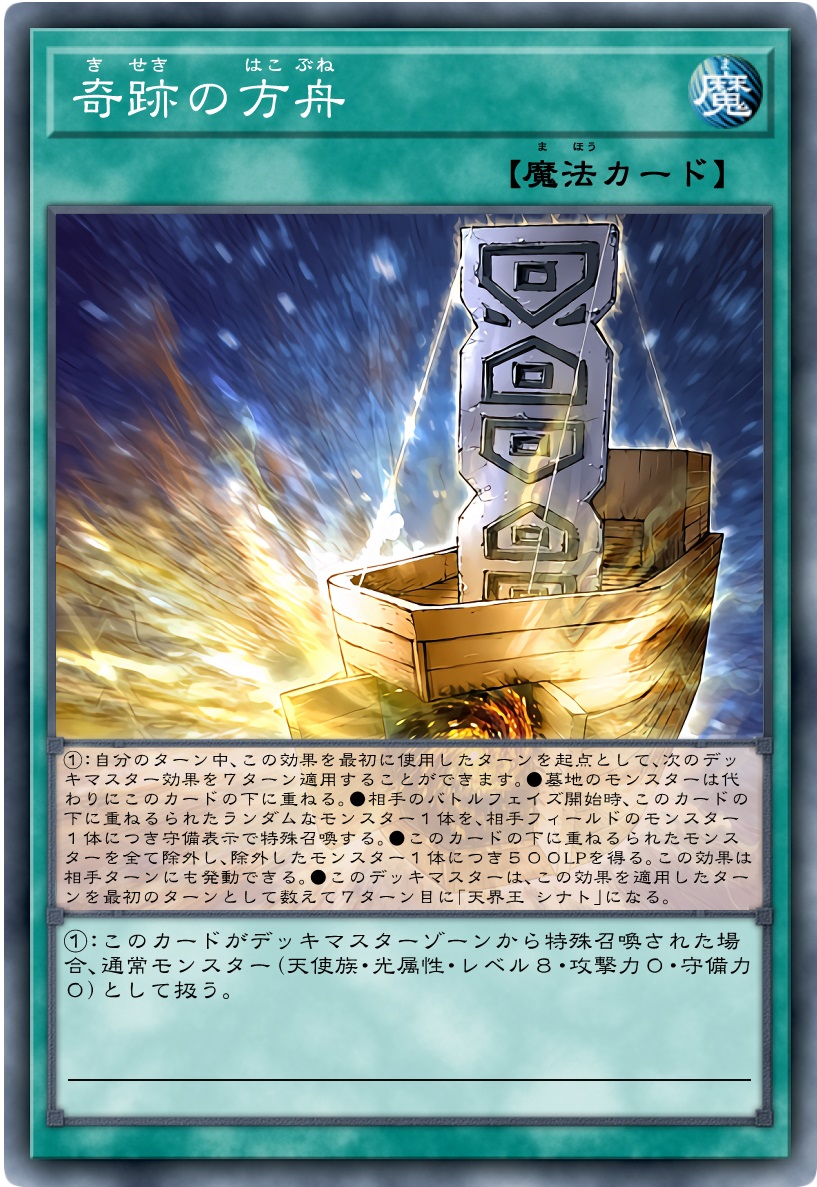 き せき はこ ぶね
奇跡の方舟
ま
魔
ま ほう
【魔法カード】
①:自分のターン中、この効果を最初に使用したターンを起点として、次のデッ
キマスター効果を7ターン適用することができます。●墓地のモンスターは代
わりにこのカードの下に重ねる。●相手のバトルフェイズ開始時、このカードの
下に重ねるられたランダムなモンスター1体を、相手フィールドのモンスター
1体につき守備表示で特殊召喚する。●このカードの下に重ねるられたモンス
ターを全て除外し、除外したモンスター1体につき500LPを得る。この効果は
相手ターンにも発動できる。●このデッキマスターは、この効果を適用したター
ンを最初のターンとして数えて7ターン目に「天界王 シナト」になる。
①:このカードがデッキマスターゾーンから特殊召喚された場
合、通常モンスター(天使族・光属性・レベル8・攻撃力0・守備力
0)として扱う。